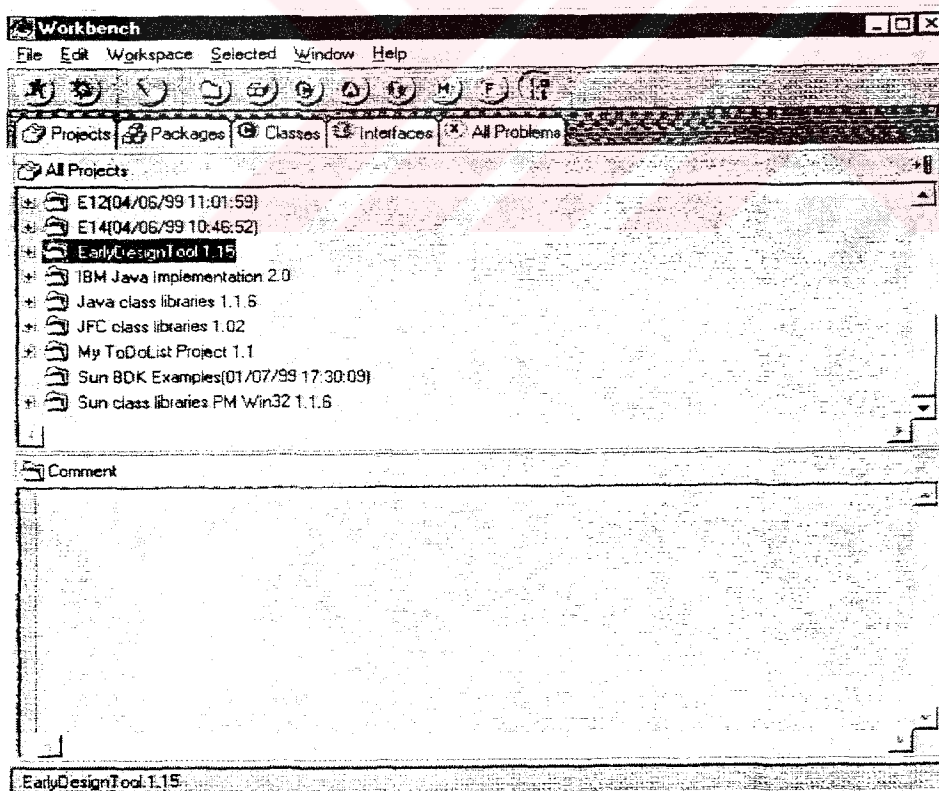 Workbench
File Edit Workspace Selected Window Help
Projects Packages Classes Interfaces All Problems
All Projects
E12(04/06/99 11:01:59)
E14(04/06/99 10:46:52)
EarlyDesignTool 1.15
IBM Java Implementation 2.0
Java class libraries 1.1.6
JFC class libraries 1.02
My ToDoList Project 1.1
Sun BDK Examples(01/07/99 17:30:09)
Sun class libraries PM Win32 1.1.6
Comment
EarlyDesignTool 1.15